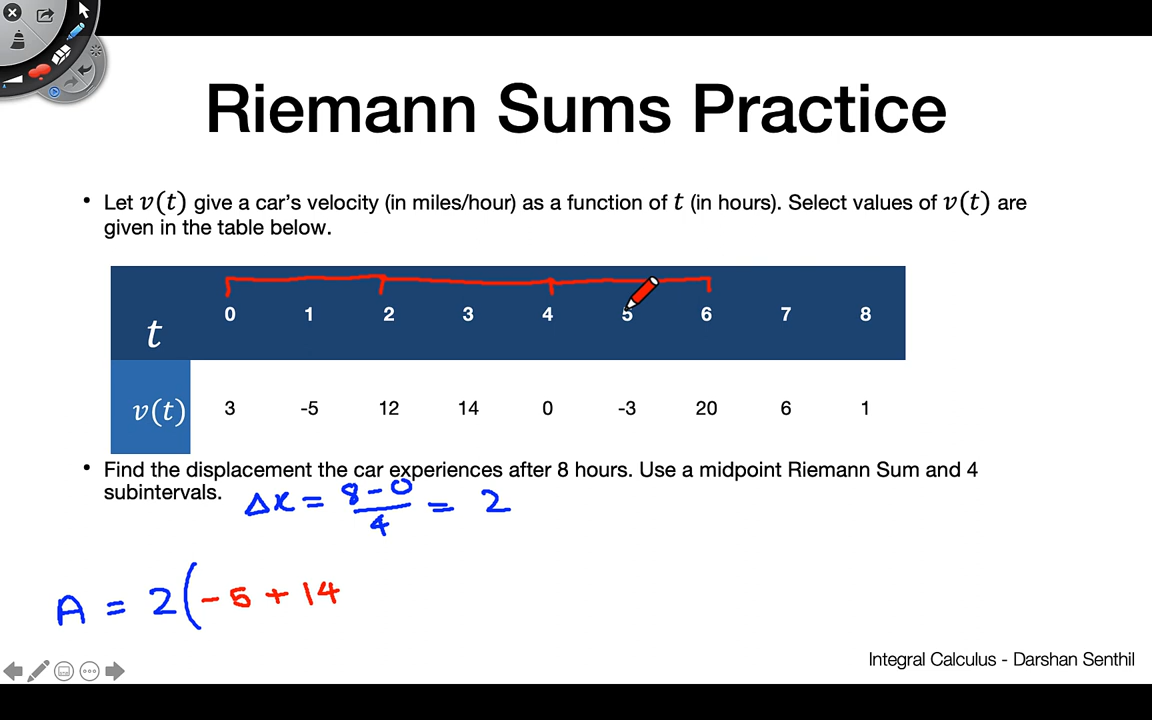 Riemann Sums Practice
• Let v(t) give a car's velocity (in miles/hour) as a function of t (in hours). Select values of v(t) are
given in the table below.
t 0 1 2 3 4 5 6 7 8
v(t) 3 -5 12 14 0 -3 20 6 1
• Find the displacement the car experiences after 8 hours. Use a midpoint Riemann Sum and 4
subintervals.
Δx = 8-0/4 = 2
A = 2(-5 + 14
Integral Calculus - Darshan Senthil